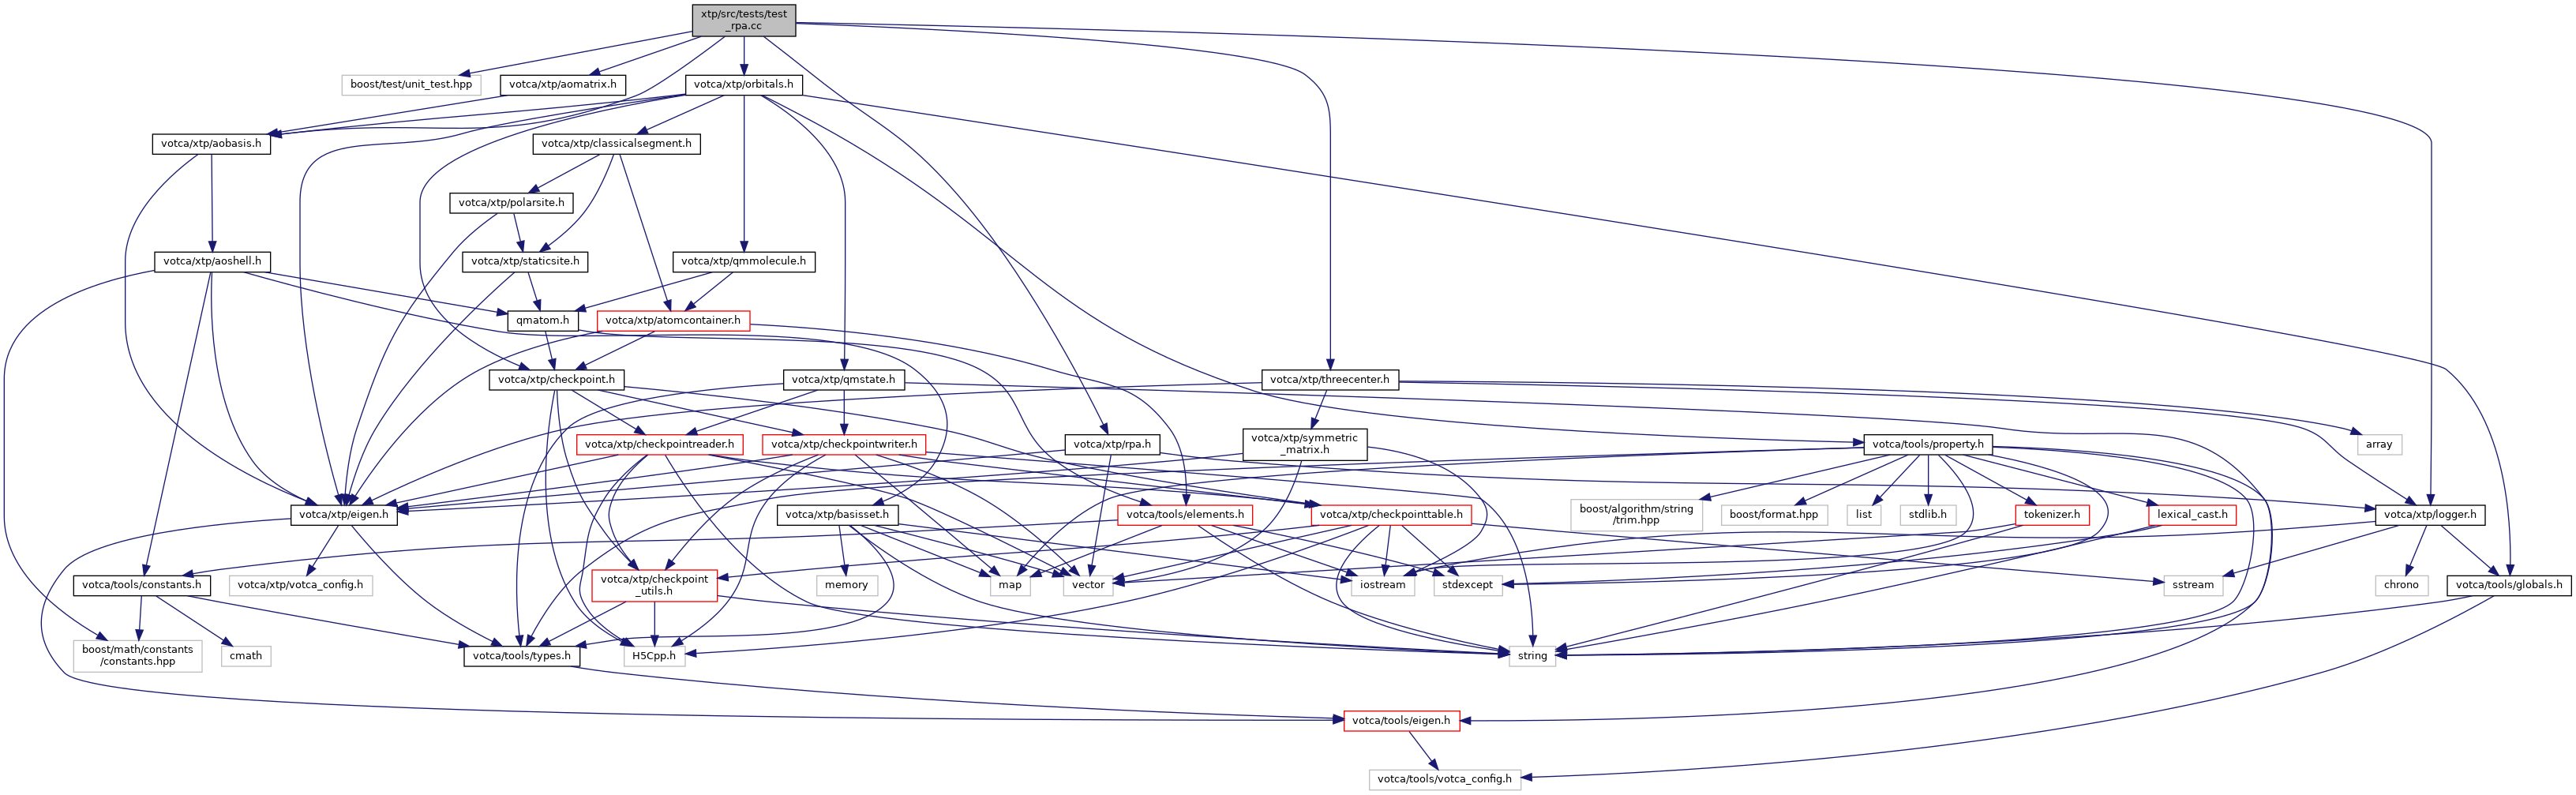 xtp/src/tests/test
_rpa.cc
boost/test/unit_test.hpp
votca/xtp/aomatrix.h
votca/xtp/orbitals.h
votca/xtp/aobasis.h
votca/xtp/classicalsegment.h
votca/xtp/polarsite.h
votca/xtp/aoshell.h
votca/xtp/staticsite.h
votca/xtp/qmmolecule.h
qmatom.h
votca/xtp/atomcontainer.h
votca/xtp/checkpoint.h
votca/xtp/qmstate.h
votca/xtp/threecenter.h
votca/xtp/checkpointreader.h
votca/xtp/checkpointwriter.h
votca/xtp/rpa.h
votca/xtp/symmetric
_matrix.h
votca/tools/property.h
array
votca/xtp/eigen.h
votca/xtp/basisset.h
votca/tools/elements.h
votca/xtp/checkpointtable.h
boost/algorithm/string
/trim.hpp
boost/format.hpp
list
stdlib.h
tokenizer.h
lexical_cast.h
votca/xtp/logger.h
votca/tools/constants.h
votca/xtp/votca_config.h
votca/xtp/checkpoint
_utils.h
memory
map
vector
iostream
stdexcept
sstream
chrono
votca/tools/globals.h
boost/math/constants
/constants.hpp
cmath
votca/tools/types.h
H5Cpp.h
string
votca/tools/eigen.h
votca/tools/votca_config.h